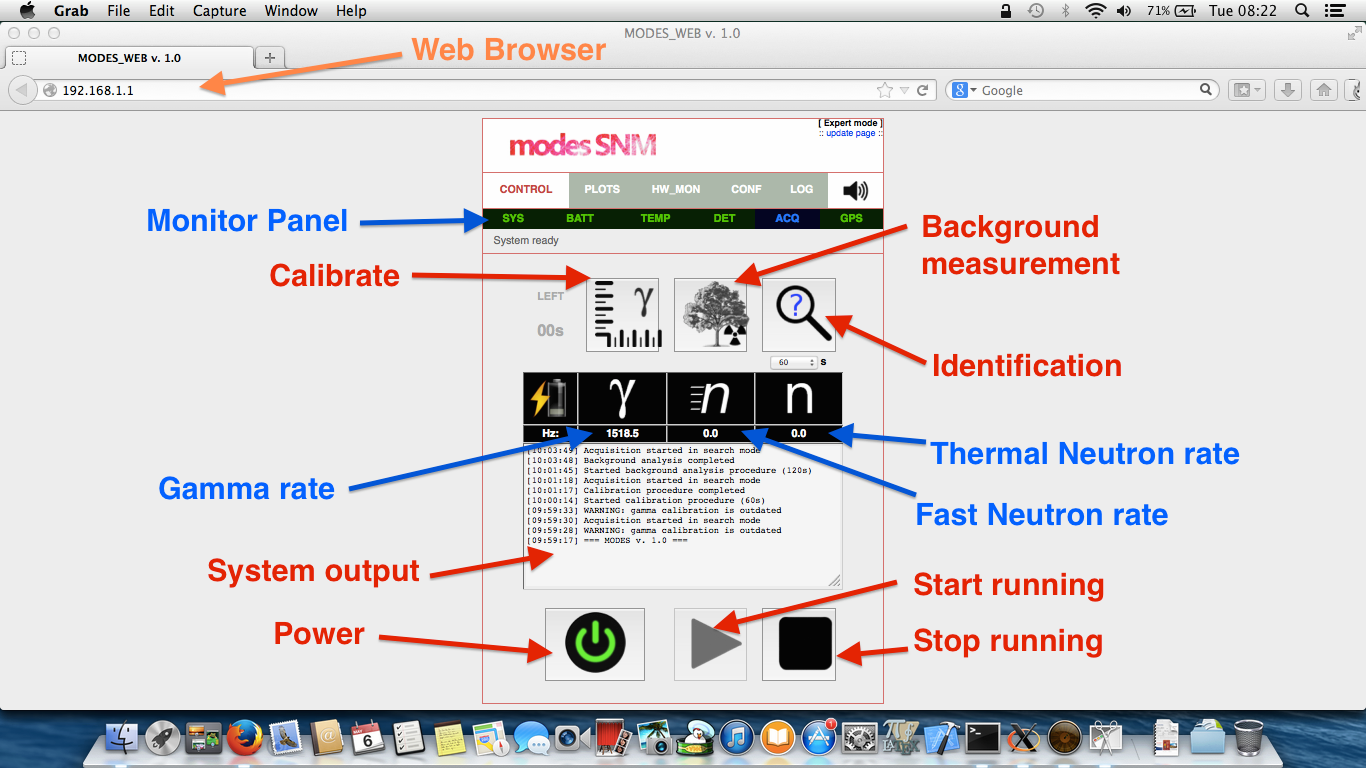 Grab File Edit Capture Window Help
71% Tue 08:22
MODES_WEB v. 1.0
MODES_WEB v. 1.0
Web Browser
192.168.1.1
Google
[ Expert mode ]
:: update page ::
modes SNM
CONTROL PLOTS HW_MON CONF LOG
Monitor Panel
SYS BATT TEMP DET ACQ GPS
System ready
Background
measurement
Calibrate
LEFT
00s
γ
?
Identification
60 s
γ n n
Hz: 1518.5 0.0 0.0
Thermal Neutron rate
Gamma rate
Fast Neutron rate
[10:03:49] Acquisition started in search mode
[10:03:48] Background analysis completed
[10:01:45] Started background analysis procedure (120s)
[10:01:18] Acquisition started in search mode
[10:01:17] Calibration procedure completed
[10:00:14] Started calibration procedure (60s)
[09:59:33] WARNING: gamma calibration is outdated
[09:59:30] Acquisition started in search mode
[09:59:28] WARNING: gamma calibration is outdated
[09:59:17] === MODES v. 1.0 ===
System output
Start running
Power
Stop running
MAY
6
1